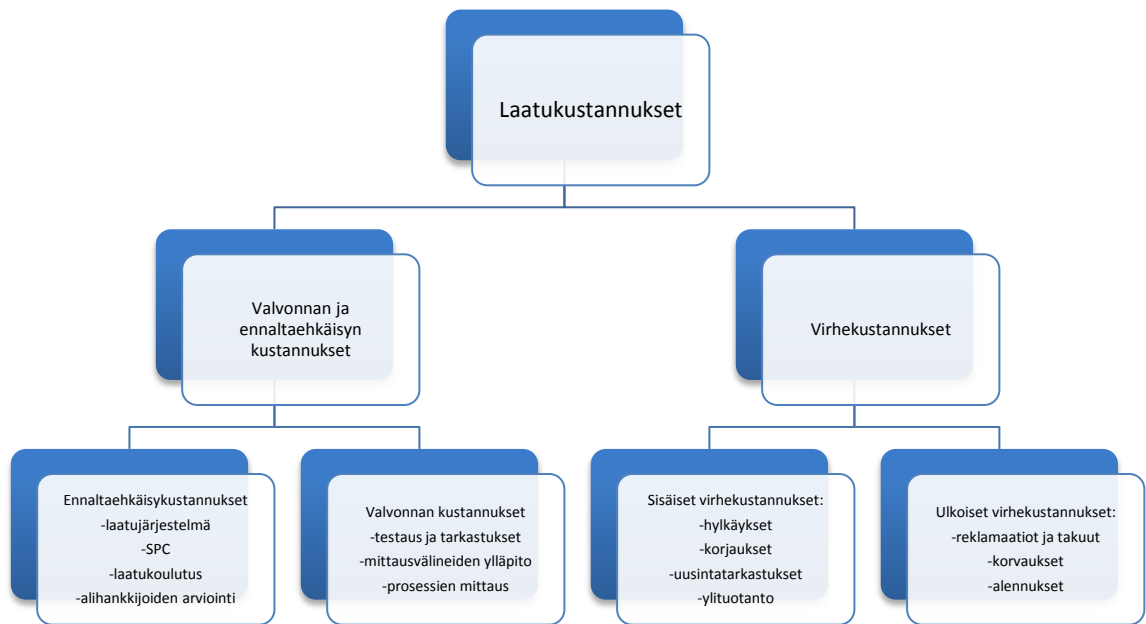 Laatukustannukset
Valvonnan ja
ennaltaehkäisyn
kustannukset
Virhekustannukset
Ennaltaehkäisykustannukset
-laatujärjestelmä
-SPC
-laatukoulutus
-alihankkijoiden arviointi
Valvonnan kustannukset
-testaus ja tarkastukset
-mittausvälineiden ylläpito
-prosessien mittaus
Sisäiset virhekustannukset:
-hylkäykset
-korjaukset
-uusintatarkastukset
-ylituotanto
Ulkoiset virhekustannukset:
-reklamaatiot ja takuut
-korvaukset
-alennukset